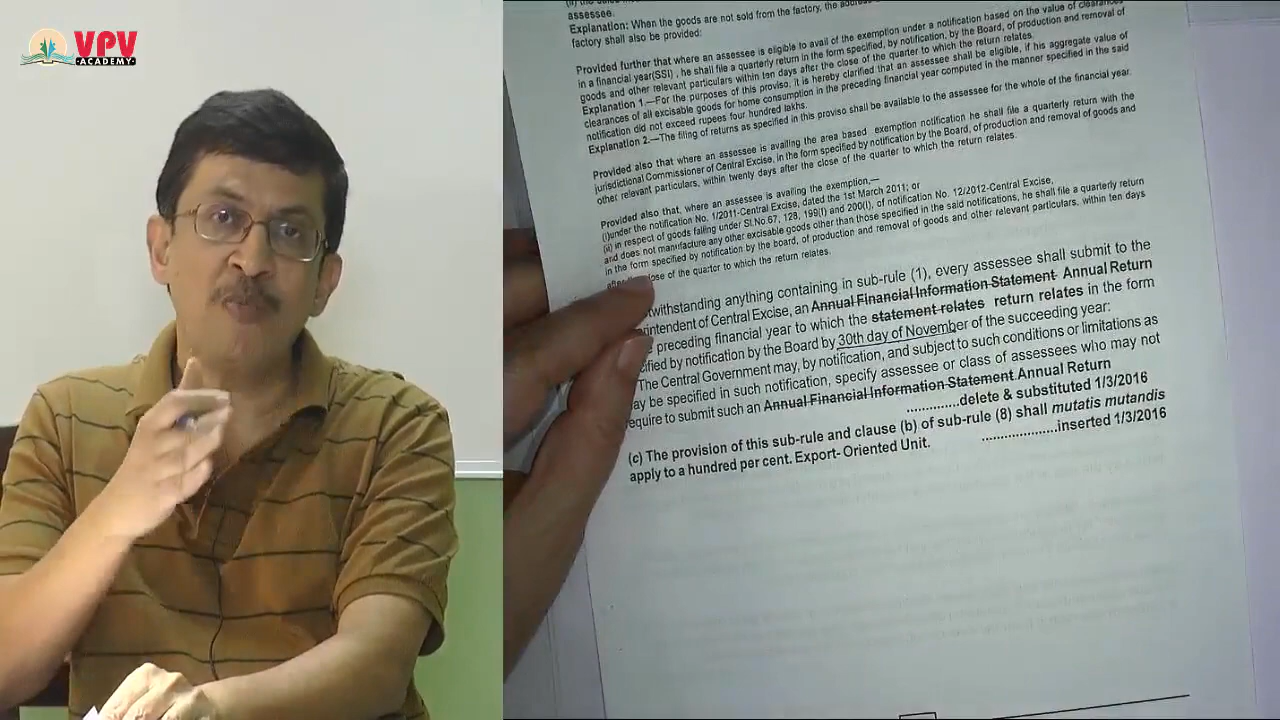 VPV
ACADEMY
assessee.
Explanation: When the goods are not sold from the factory, the
factory shall also be provided:
Provided further that where an assessee is eligible to avail of the exemption under a notification based on the value of clearances
in a financial year(SSI) , he shall file a quarterly return in the form specified, by notification, by the Board, of production and removal of
goods and other relevant particulars within ten days after the close of the quarter to which the return relates.
Explanation 1.—For the purposes of this proviso, it is hereby clarified that an assessee shall be eligible, if his aggregate value of
clearances of all excisable goods for home consumption in the preceding financial year computed in the manner specified in the said
notification did not exceed rupees four hundred lakhs.
Explanation 2.—The filing of returns as specified in this proviso shall be available to the assessee for the whole of the financial year.
Provided also that where an assessee is availing the area based exemption notification he shall file a quarterly return with the
jurisdictional Commissioner of Central Excise, in the form specified by notification by the Board, of production and removal of goods and
other relevant particulars, within twenty days after the close of the quarter to which the return relates.
Provided also that, where an assessee is availing the exemption,—
(i)under the notification No. 1/2011-Central Excise, dated the 1st March 2011; or
(ii) in respect of goods falling under Sl.No.67, 128, 199(I) and 200(I), of notification No. 12/2012-Central Excise,
and does not manufacture any other excisable goods other than those specified in the said notifications, he shall file a quarterly return
in the form specified by notification by the board, of production and removal of goods and other relevant particulars, within ten days
close of the quarter to which the return relates.
twithstanding anything containing in sub-rule (1), every assessee shall submit to the
rintendent of Central Excise, an Annual Financial Information Statement Annual Return
preceding financial year to which the statement relates return relates in the form
cified by notification by the Board by 30th day of November of the succeeding year:
The Central Government may, by notification, and subject to such conditions or limitations as
ay be specified in such notification, specify assessee or class of assessees who may not
equire to submit such an Annual Financial Information Statement Annual Return
.............delete & substituted 1/3/2016
(c) The provision of this sub-rule and clause (b) of sub-rule (8) shall mutatis mutandis
apply to a hundred per cent. Export- Oriented Unit.
...................inserted 1/3/2016